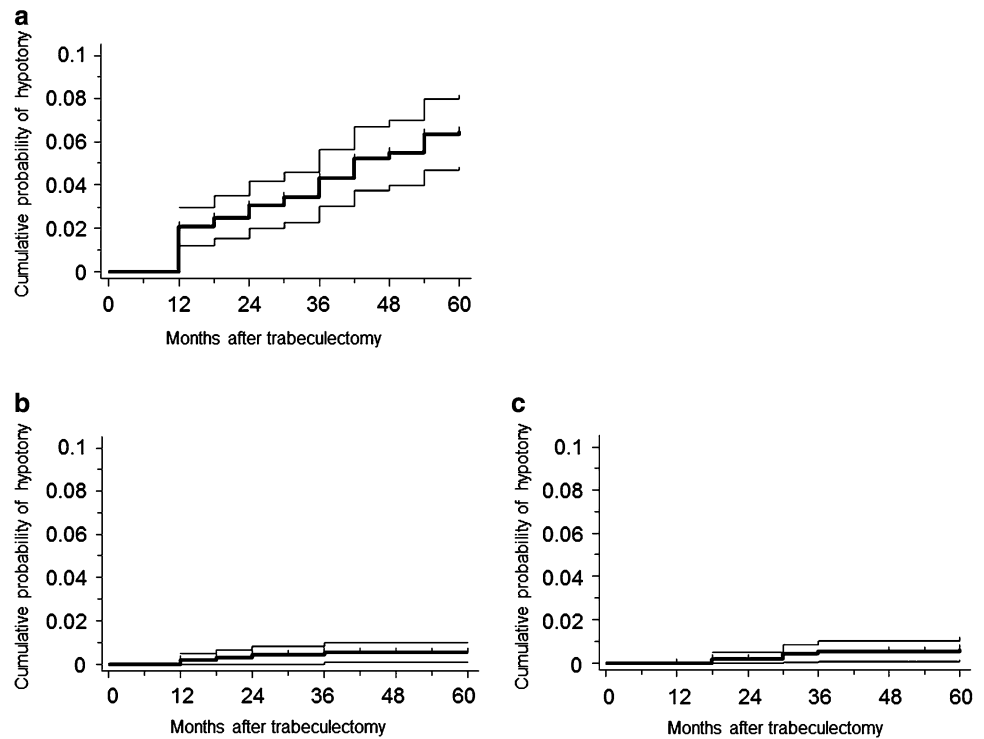 a
Cumulative probability of hypotony
0.1
0.08
0.06
0.04
0.02
0
0 12 24 36 48 60
Months after trabeculectomy
b
Cumulative probability of hypotony
0.1
0.08
0.06
0.04
0.02
0
0 12 24 36 48 60
Months after trabeculectomy
c
Cumulative probability of hypotony
0.1
0.08
0.06
0.04
0.02
0
0 12 24 36 48 60
Months after trabeculectomy